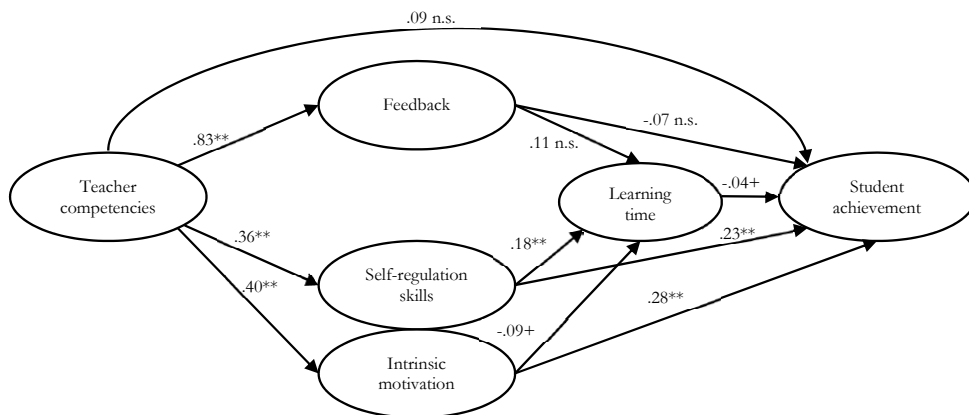 .09 n.s.
Feedback
-.07 n.s.
.83**
.11 n.s.
Teacher
competencies
Learning
time
-.04+
Student
achievement
.36**
.18**
.23**
.40**
Self-regulation
skills
.28**
-.09+
Intrinsic
motivation